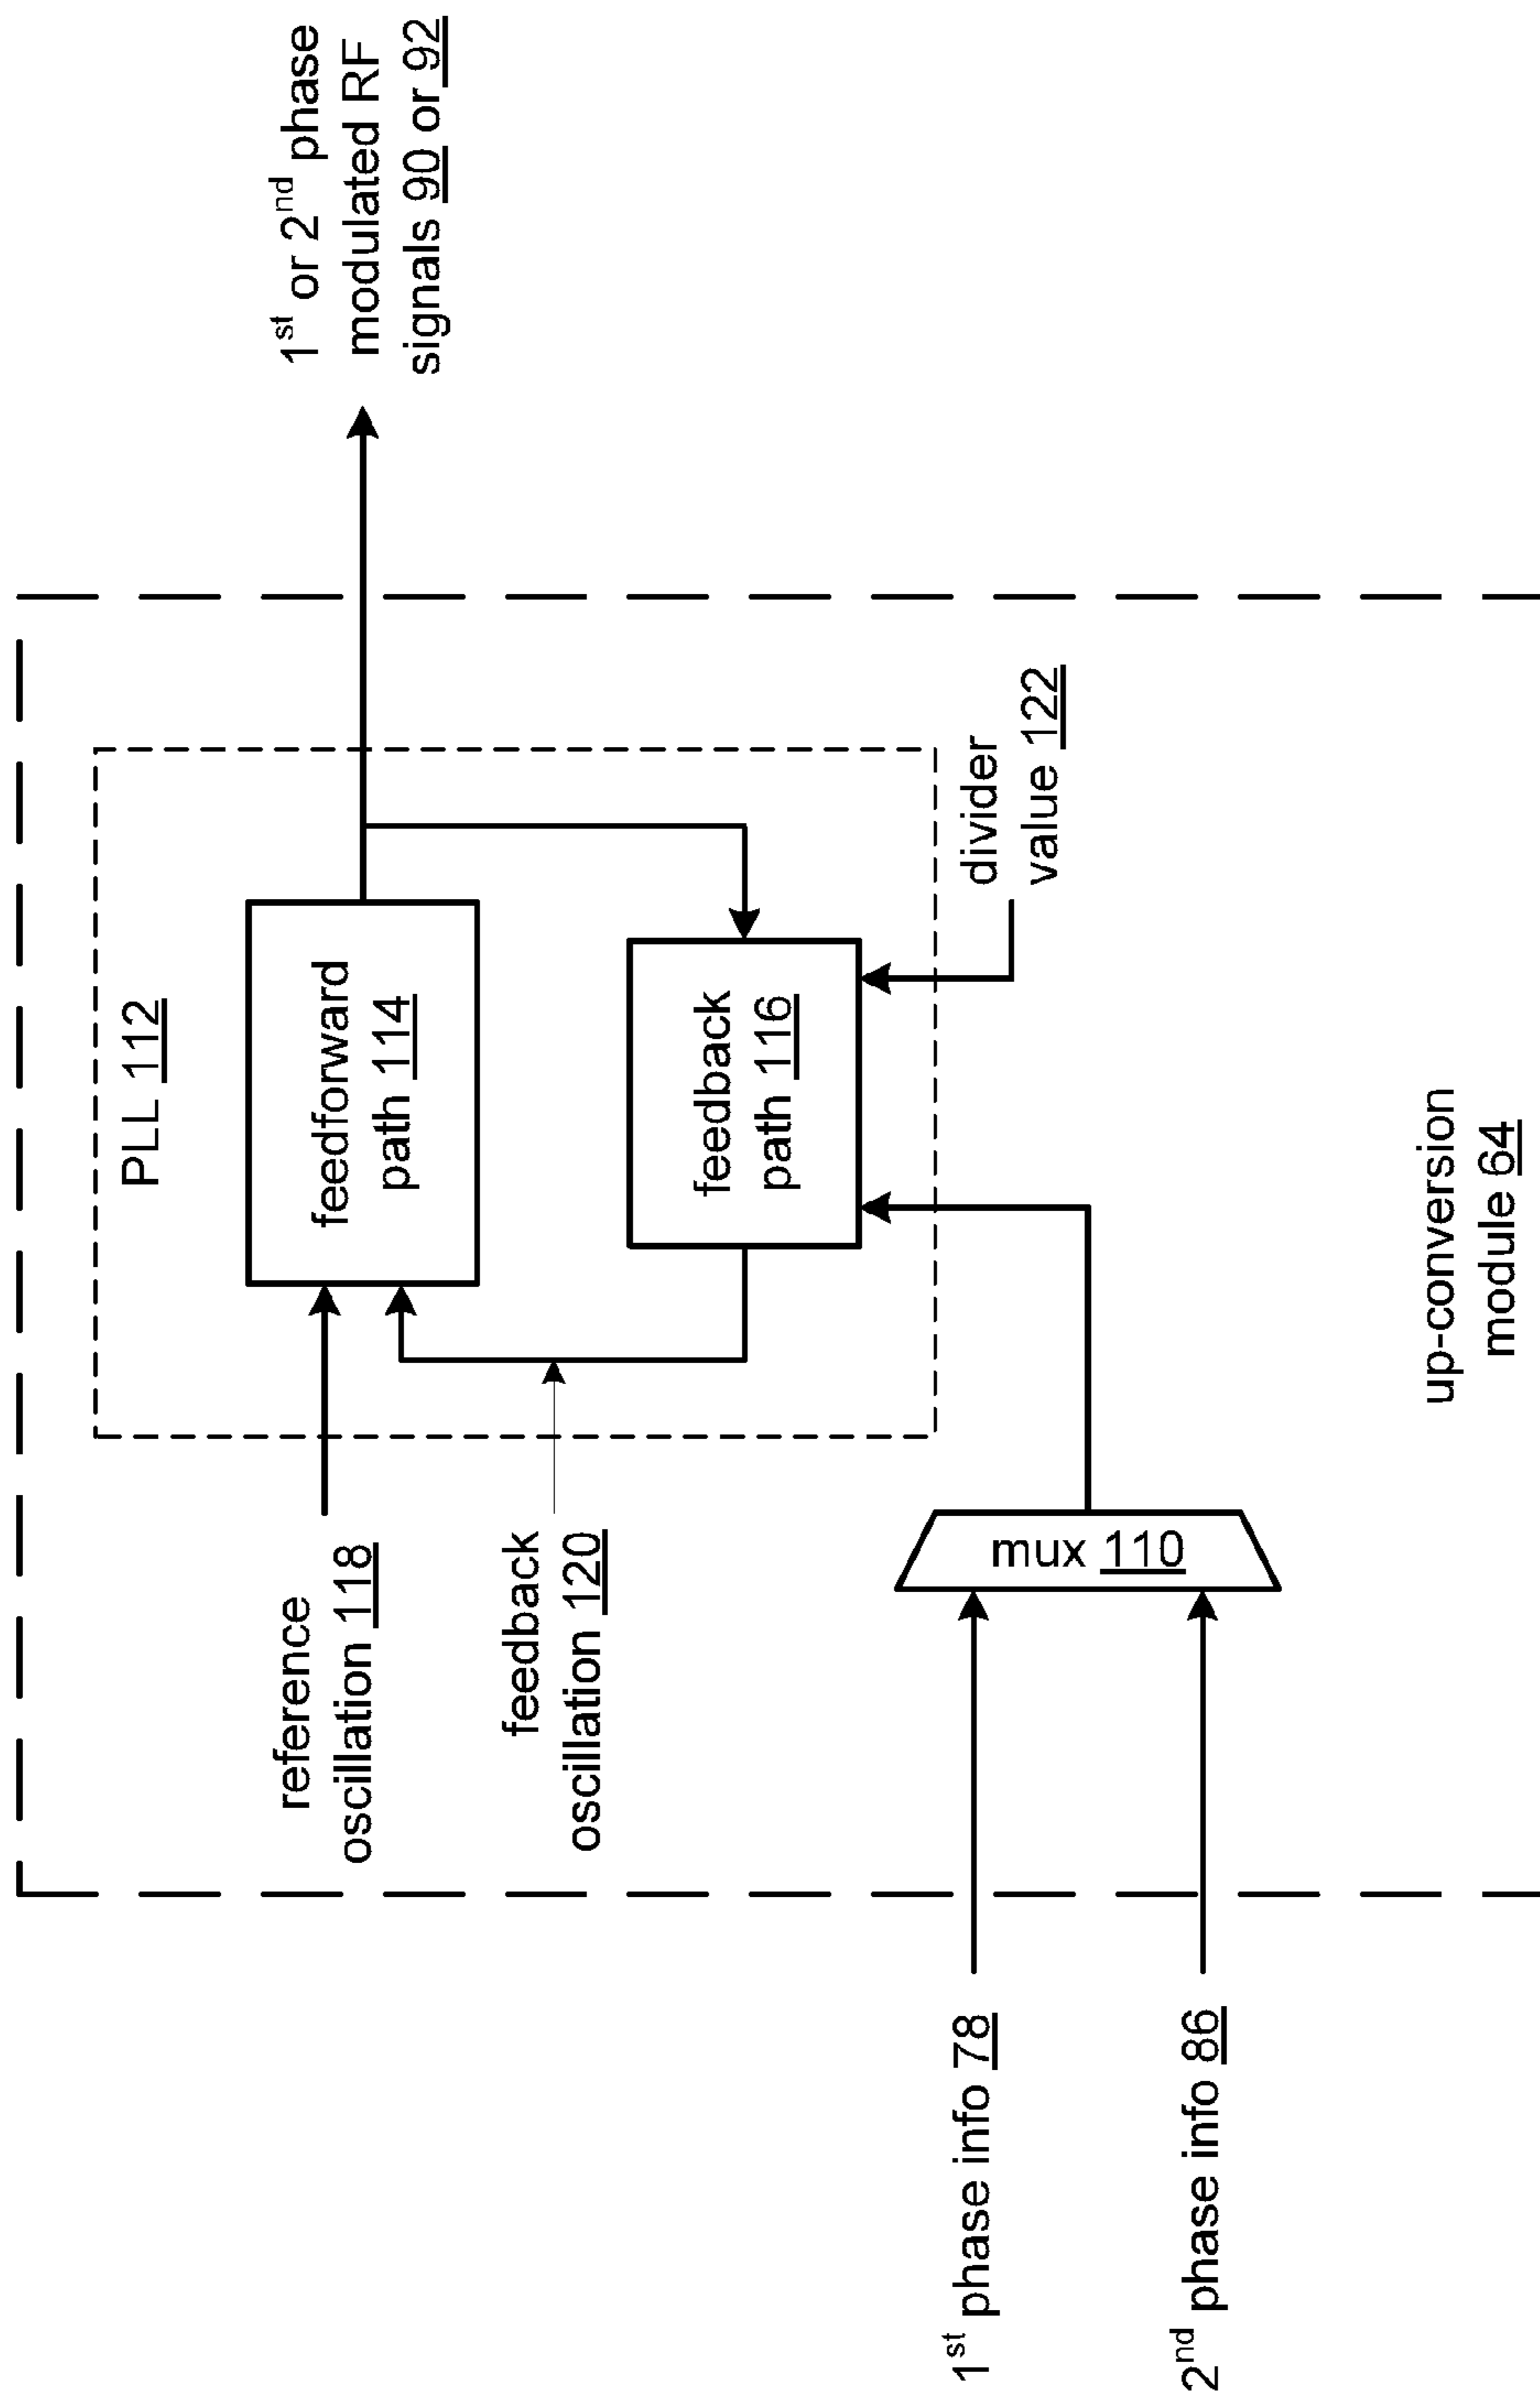 PLL 112
1st or 2nd phase
modulated RF
signals 90 or 92
reference
oscillation 118
feedforward
path 114
feedback
oscillation 120
feedback
path 116
divider
value 122
1st phase info 78
mux 110
2nd phase info 86
up-conversion
module 64